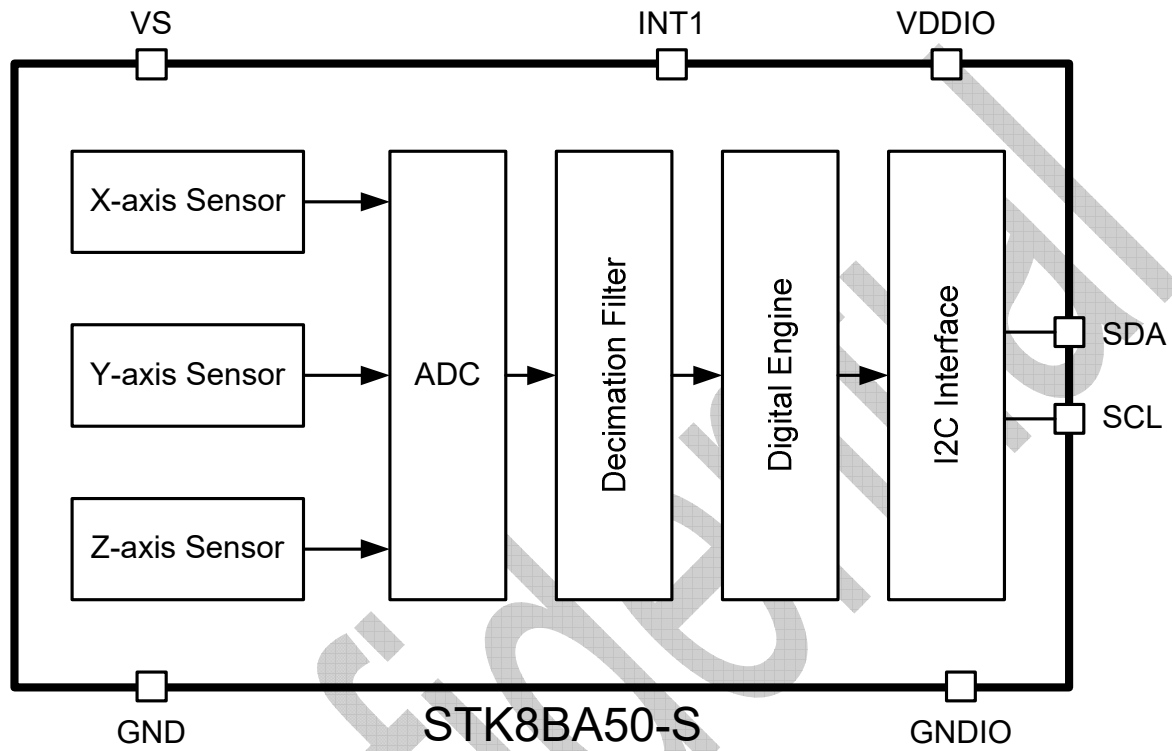 VS INT1 VDDIO
X-axis Sensor
Y-axis Sensor
Z-axis Sensor
ADC
Decimation Filter
Digital Engine
I2C Interface
SDA
SCL
GND STK8BA50-S GNDIO